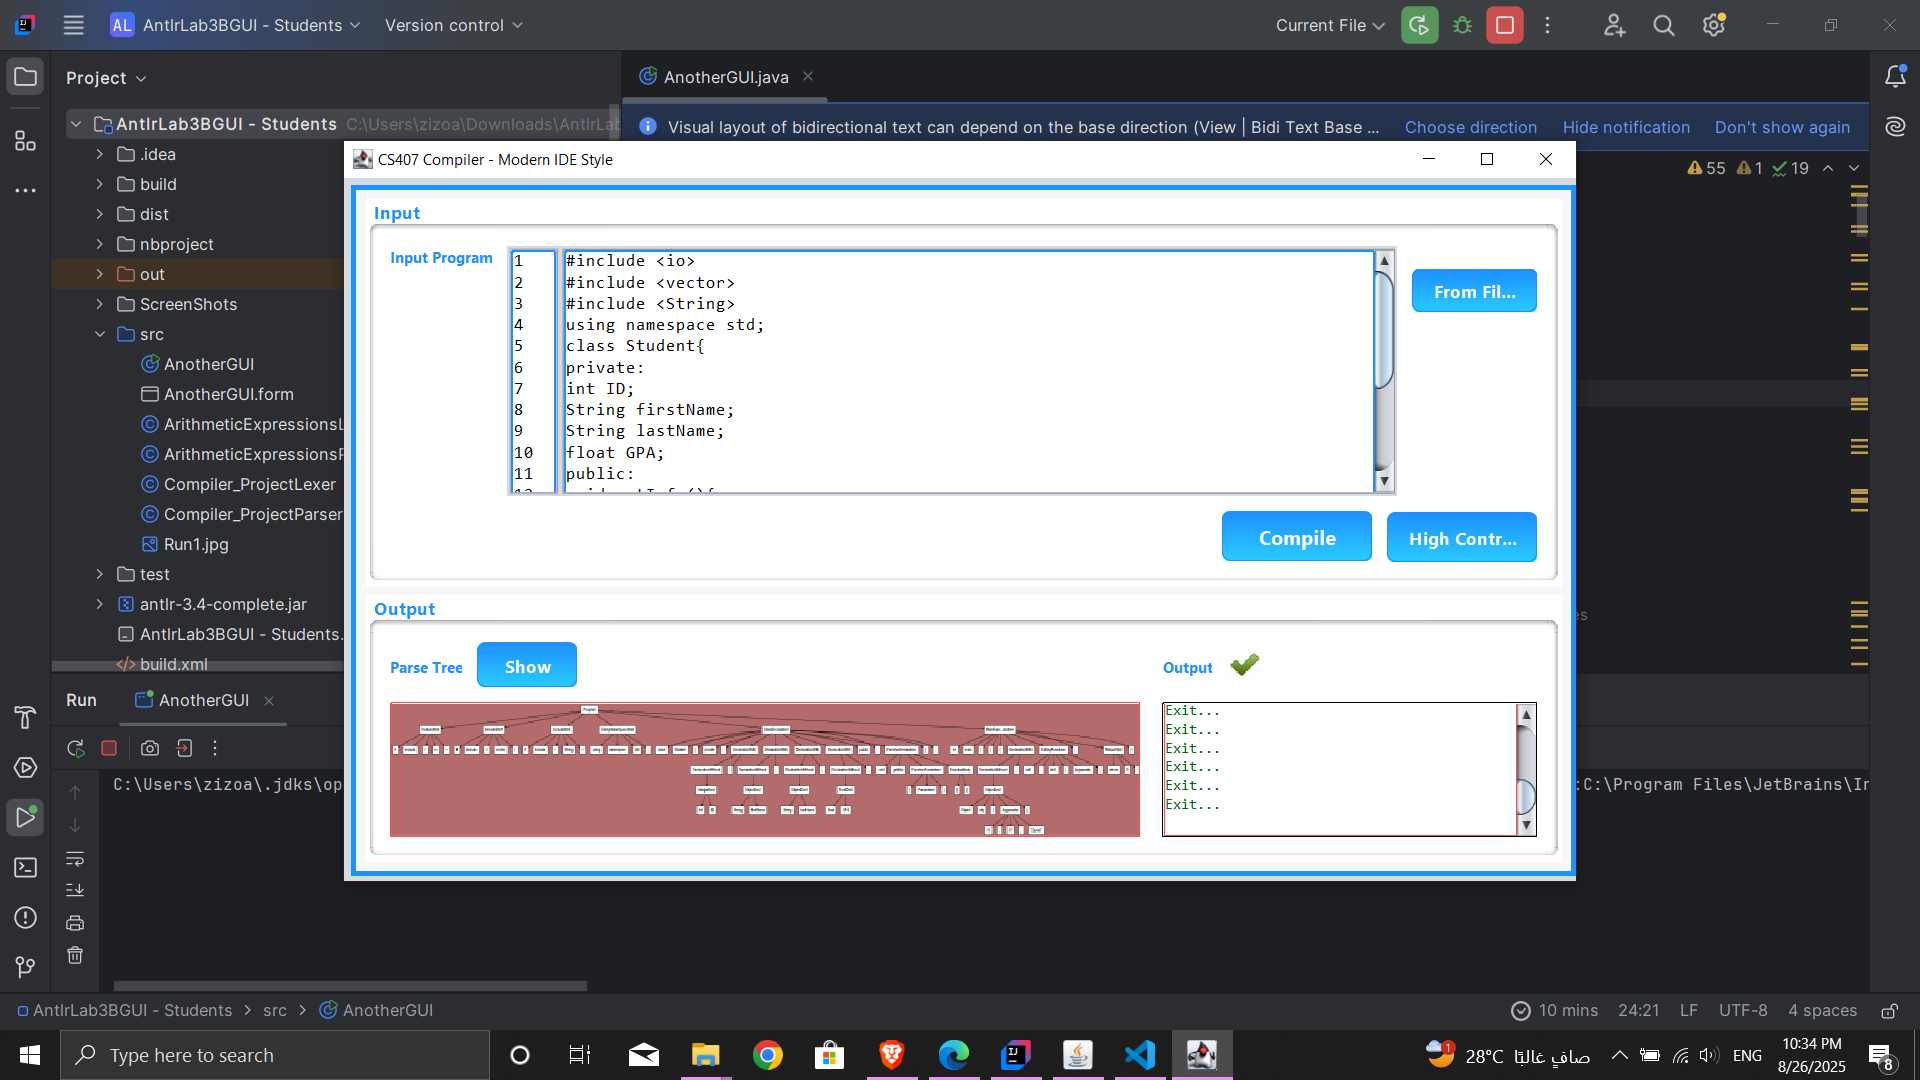 AL AntlrLab3BGUI - Students Version control Current File
Project
AnotherGUI.java
AntlrLab3BGUI - Students C:\Users\zizoa\Downloads\AntlrLab
Visual layout of bidirectional text can depend on the base direction (View | Bidi Text Base ... Choose direction Hide notification Don't show again
55 1 19
.idea
build
dist
nbproject
out
ScreenShots
src
AnotherGUI
AnotherGUI.form
ArithmeticExpressionsL
ArithmeticExpressionsP
Compiler_ProjectLexer
Compiler_ProjectParser
Run1.jpg
test
antlr-3.4-complete.jar
AntlrLab3BGUI - Students.
build.xml
CS407 Compiler - Modern IDE Style
Input
Input Program
1 #include <io>
2 #include <vector>
3 #include <String>
4 using namespace std;
5 class Student{
6 private:
7 int ID;
8 String firstName;
9 String lastName;
10 float GPA;
11 public:
From Fil...
Compile
High Contr...
Output
Parse Tree
Show
Output
Program
Exit...
Exit...
Exit...
Exit...
Exit...
Exit...
es
Run AnotherGUI
C:\Users\zizoa\.jdks\op
:C:\Program Files\JetBrains\In
AntlrLab3BGUI - Students > src > AnotherGUI
10 mins 24:21 LF UTF-8 4 spaces
Type here to search
28°C صافٍ غالبًا
1
ENG
10:34 PM
8/26/2025
8